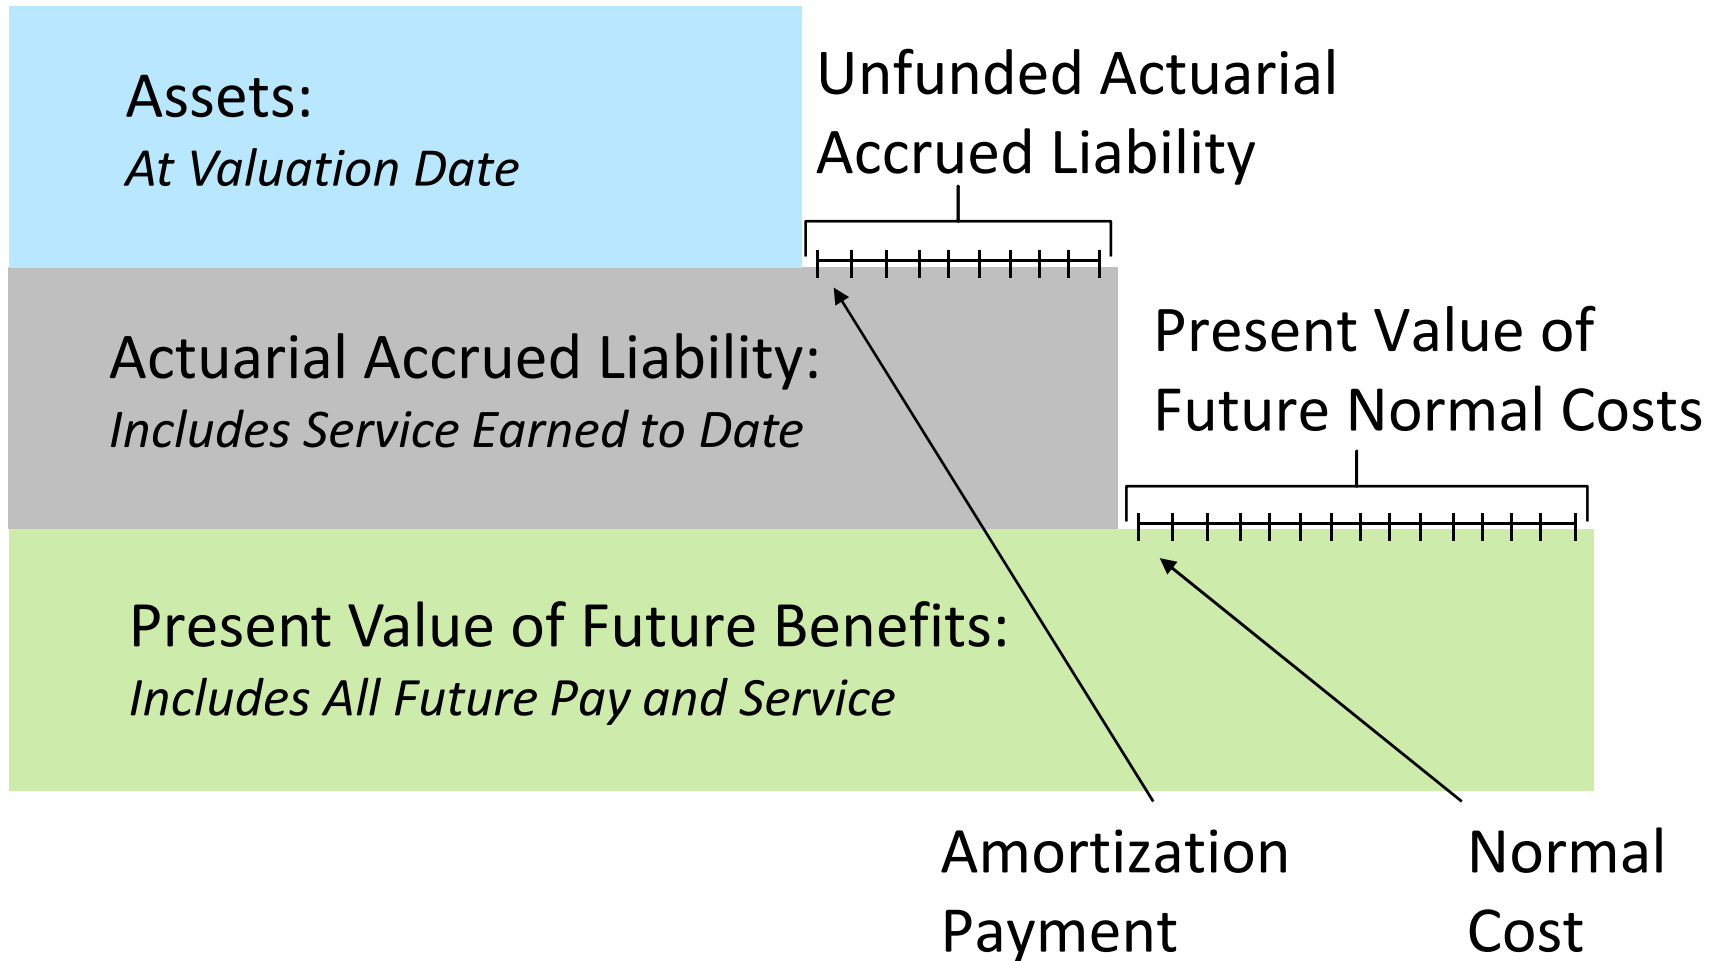 Assets:
At Valuation Date
Unfunded Actuarial
Accrued Liability
Actuarial Accrued Liability:
Includes Service Earned to Date
Present Value of
Future Normal Costs
Present Value of Future Benefits:
Includes All Future Pay and Service
Amortization
Payment
Normal
Cost